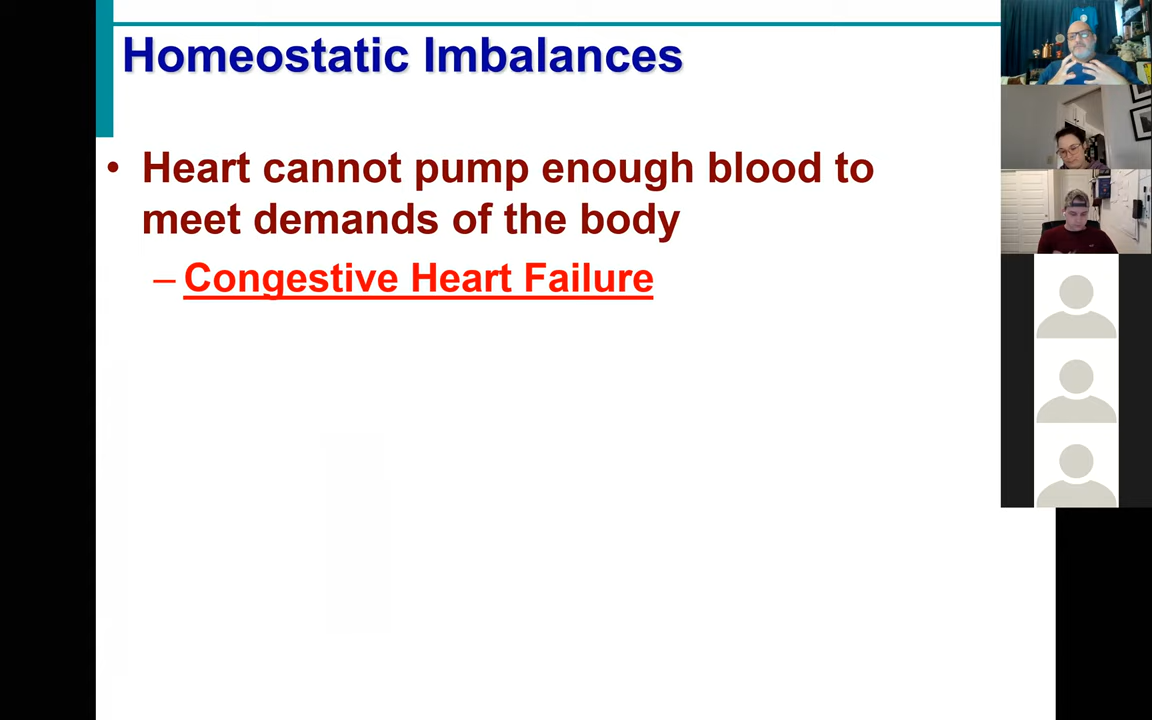 Homeostatic Imbalances
• Heart cannot pump enough blood to
meet demands of the body
– Congestive Heart Failure